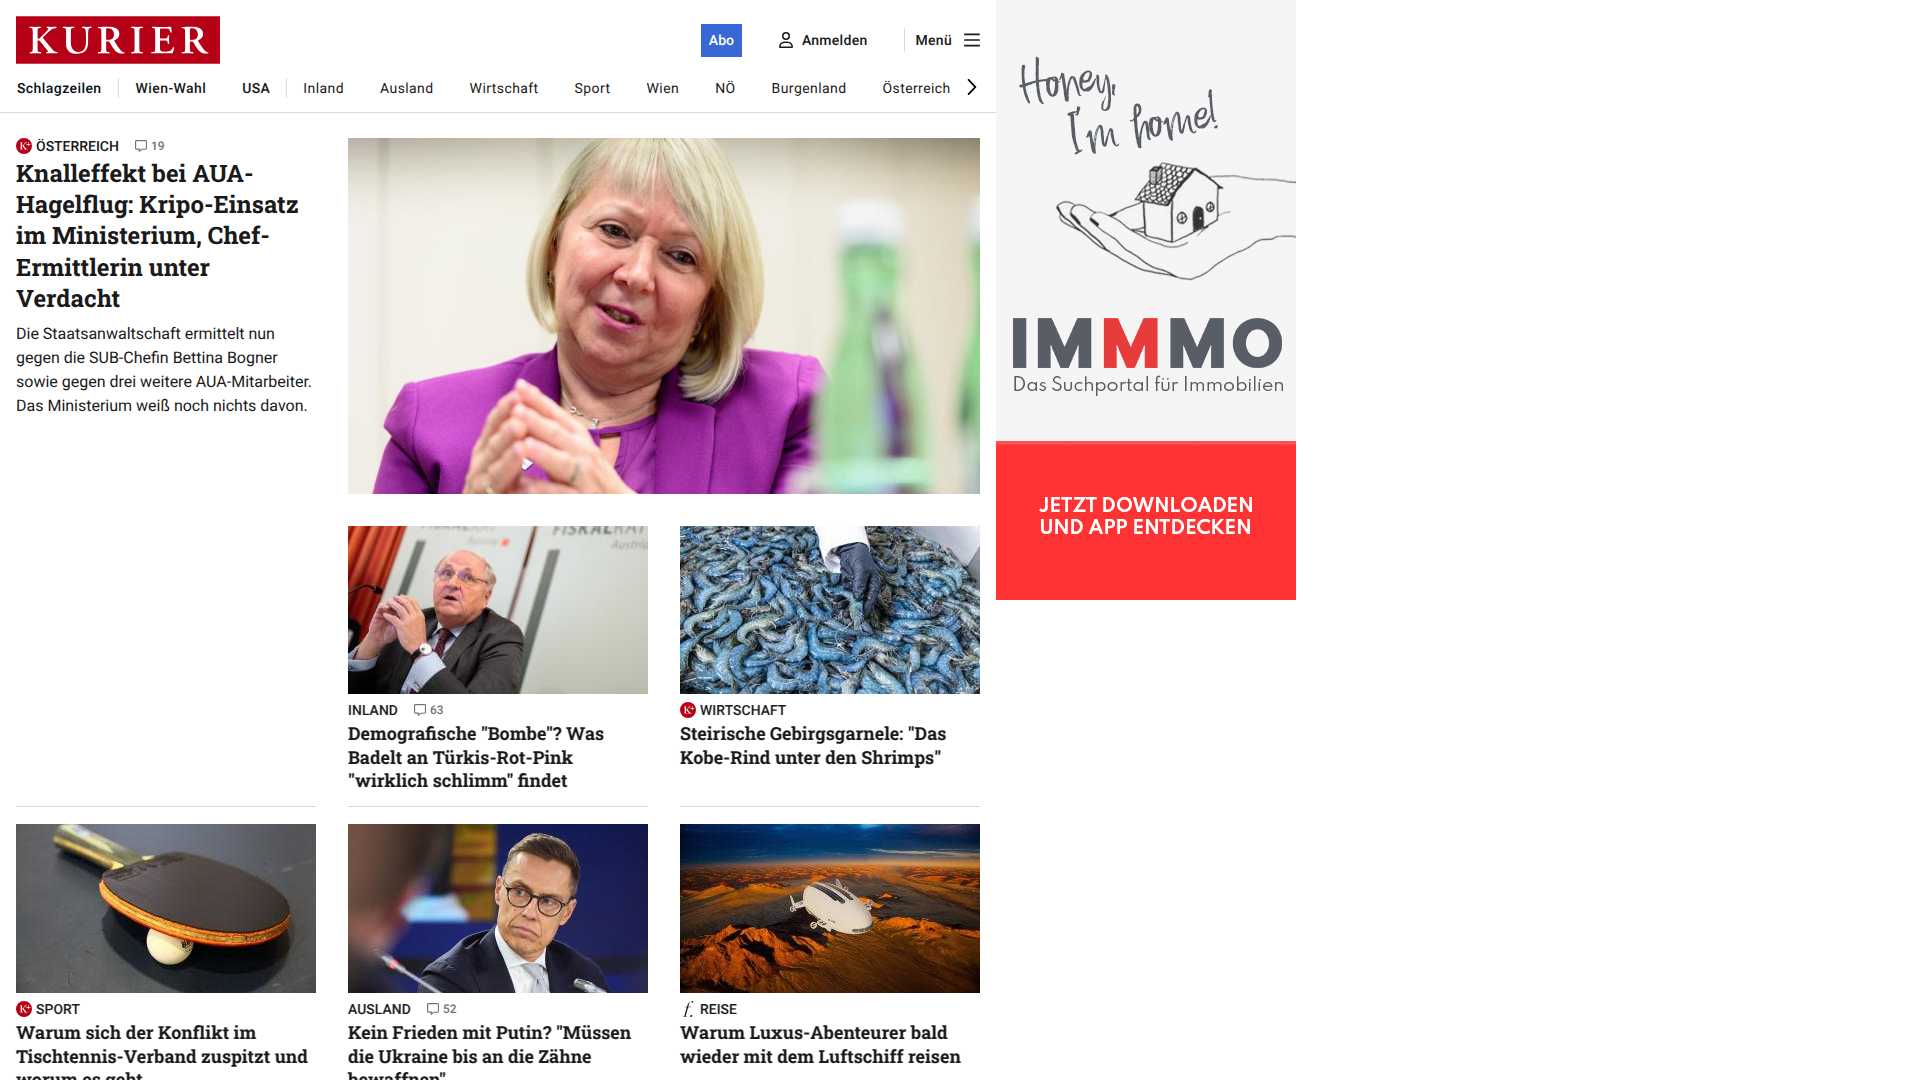 KURIER
Abo
Anmelden
Menü
Schlagzeilen
Wien-Wahl
USA
Inland
Ausland
Wirtschaft
Sport
Wien
NÖ
Burgenland
Österreich
ÖSTERREICH
19
Knalleffekt bei AUA-
Hagelflug: Kripo-Einsatz
im Ministerium, Chef-
Ermittlerin unter
Verdacht
Die Staatsanwaltschaft ermittelt nun
gegen die SUB-Chefin Bettina Bogner
sowie gegen drei weitere AUA-Mitarbeiter.
Das Ministerium weiß noch nichts davon.
FISKALRAT
Austria
INLAND
63
Demografische "Bombe"? Was
Badelt an Türkis-Rot-Pink
"wirklich schlimm" findet
WIRTSCHAFT
Steirische Gebirgsgarnele: "Das
Kobe-Rind unter den Shrimps"
SPORT
Warum sich der Konflikt im
Tischtennis-Verband zuspitzt und
worum es geht
AUSLAND
52
Kein Frieden mit Putin? "Müssen
die Ukraine bis an die Zähne
bewaffnen"
REISE
Warum Luxus-Abenteurer bald
wieder mit dem Luftschiff reisen
Honey,
I'm home!
IMMMO
Das Suchportal für Immobilien
JETZT DOWNLOADEN
UND APP ENTDECKEN